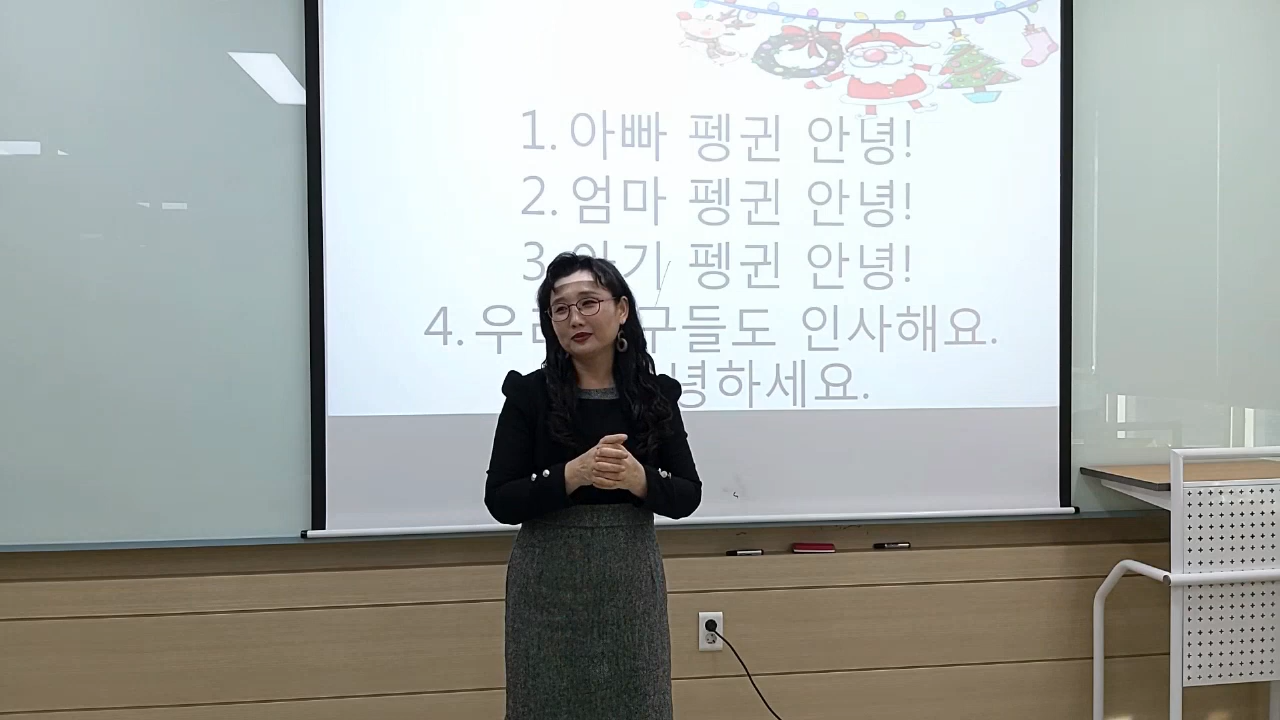 1. 아빠 펭귄 안녕!
2. 엄마 펭귄 안녕!
3 펭귄 안녕!
4. 인사해요.